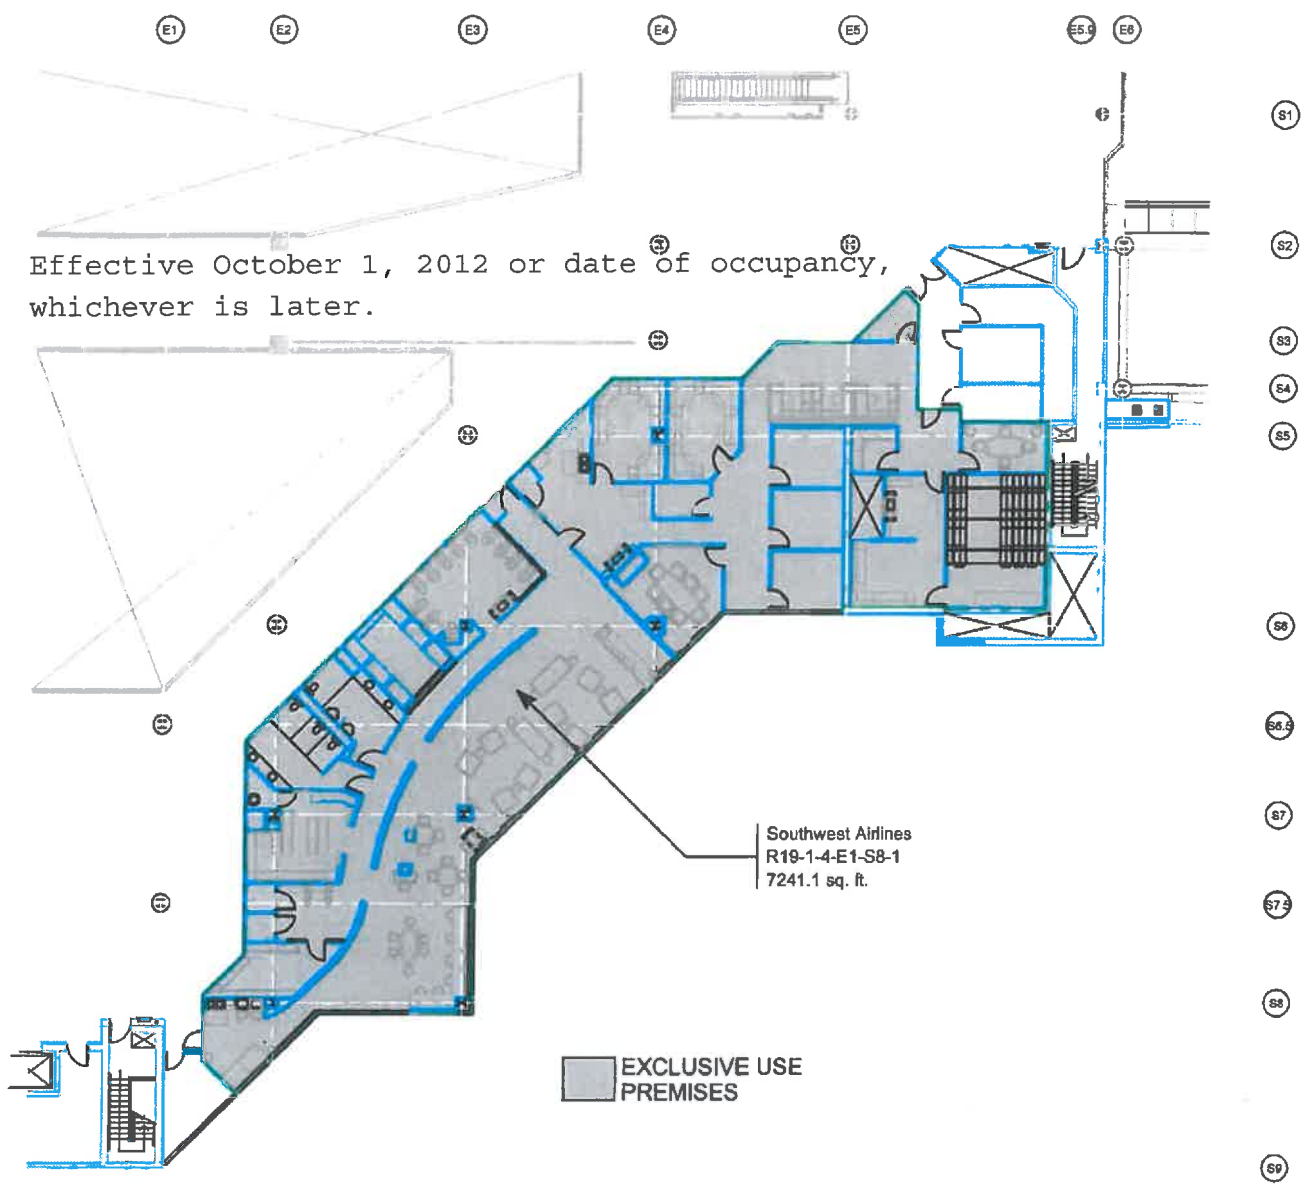 E1 E2 E3 E4 E5 E5.9 E6
S1
S2
Effective October 1, 2012 or date of occupancy,
whichever is later.
S3
S4
S5
S6
S6.5
S7
Southwest Airlines
R19-1-4-E1-S8-1
7241.1 sq. ft.
S7.5
S8
EXCLUSIVE USE
PREMISES
S9